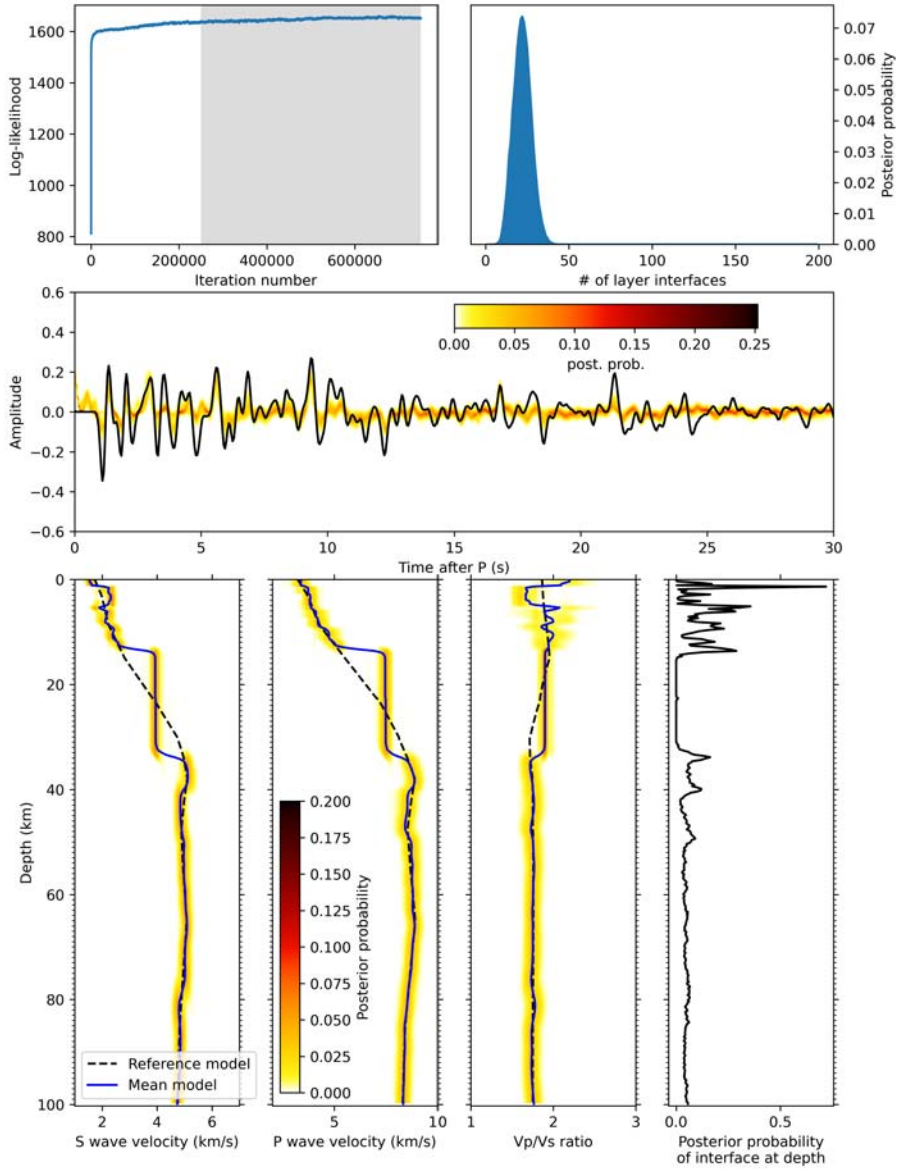 1600
1400
1200
1000
800
Log-likelihood
0 200000 400000 600000
Iteration number
0.07
0.06
0.05
0.04
0.03
0.02
0.01
0.00
Posteiror probability
0 50 100 150 200
# of layer interfaces
0.6
0.4
0.2
0.0
−0.2
−0.4
−0.6
Amplitude
0.00 0.05 0.10 0.15 0.20 0.25
post. prob.
0 5 10 15 20 25 30
Time after P (s)
0
20
40
60
80
100
Depth (km)
Reference model
Mean model
2 4 6
S wave velocity (km/s)
0.200
0.175
0.150
0.125
0.100
0.075
0.050
0.025
0.000
Posterior probability
5 10
P wave velocity (km/s)
1 2 3
Vp/Vs ratio
0.0 0.5
Posterior probability
of interface at depth